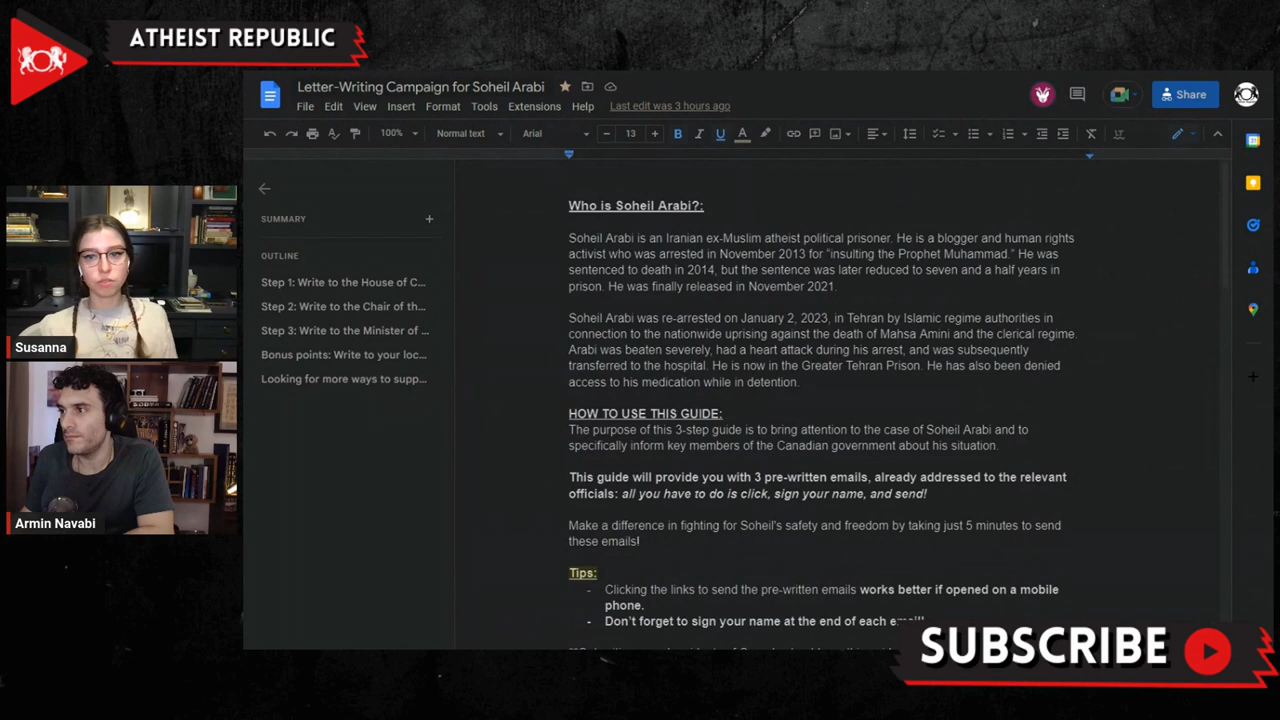 ATHEIST REPUBLIC
Letter-Writing Campaign for Soheil Arabi
File Edit View Insert Format Tools Extensions Help Last edit was 3 hours ago
Share
100% Normal text Arial 13 B I U A
SUMMARY
OUTLINE
Step 1: Write to the House of C...
Step 2: Write to the Chair of th...
Step 3: Write to the Minister of ...
Bonus points: Write to your loc...
Looking for more ways to supp...
Who is Soheil Arabi?:
Soheil Arabi is an Iranian ex-Muslim atheist political prisoner. He is a blogger and human rights
activist who was arrested in November 2013 for “insulting the Prophet Muhammad.” He was
sentenced to death in 2014, but the sentence was later reduced to seven and a half years in
prison. He was finally released in November 2021.
Soheil Arabi was re-arrested on January 2, 2023, in Tehran by Islamic regime authorities in
connection to the nationwide uprising against the death of Mahsa Amini and the clerical regime.
Arabi was beaten severely, had a heart attack during his arrest, and was subsequently
transferred to the hospital. He is now in the Greater Tehran Prison. He has also been denied
access to his medication while in detention.
HOW TO USE THIS GUIDE:
The purpose of this 3-step guide is to bring attention to the case of Soheil Arabi and to
specifically inform key members of the Canadian government about his situation.
This guide will provide you with 3 pre-written emails, already addressed to the relevant
officials: all you have to do is click, sign your name, and send!
Make a difference in fighting for Soheil's safety and freedom by taking just 5 minutes to send
these emails!
Tips:
- Clicking the links to send the pre-written emails works better if opened on a mobile
phone.
- Don't forget to sign your name at the end of each email!
Susanna
Armin Navabi
SUBSCRIBE